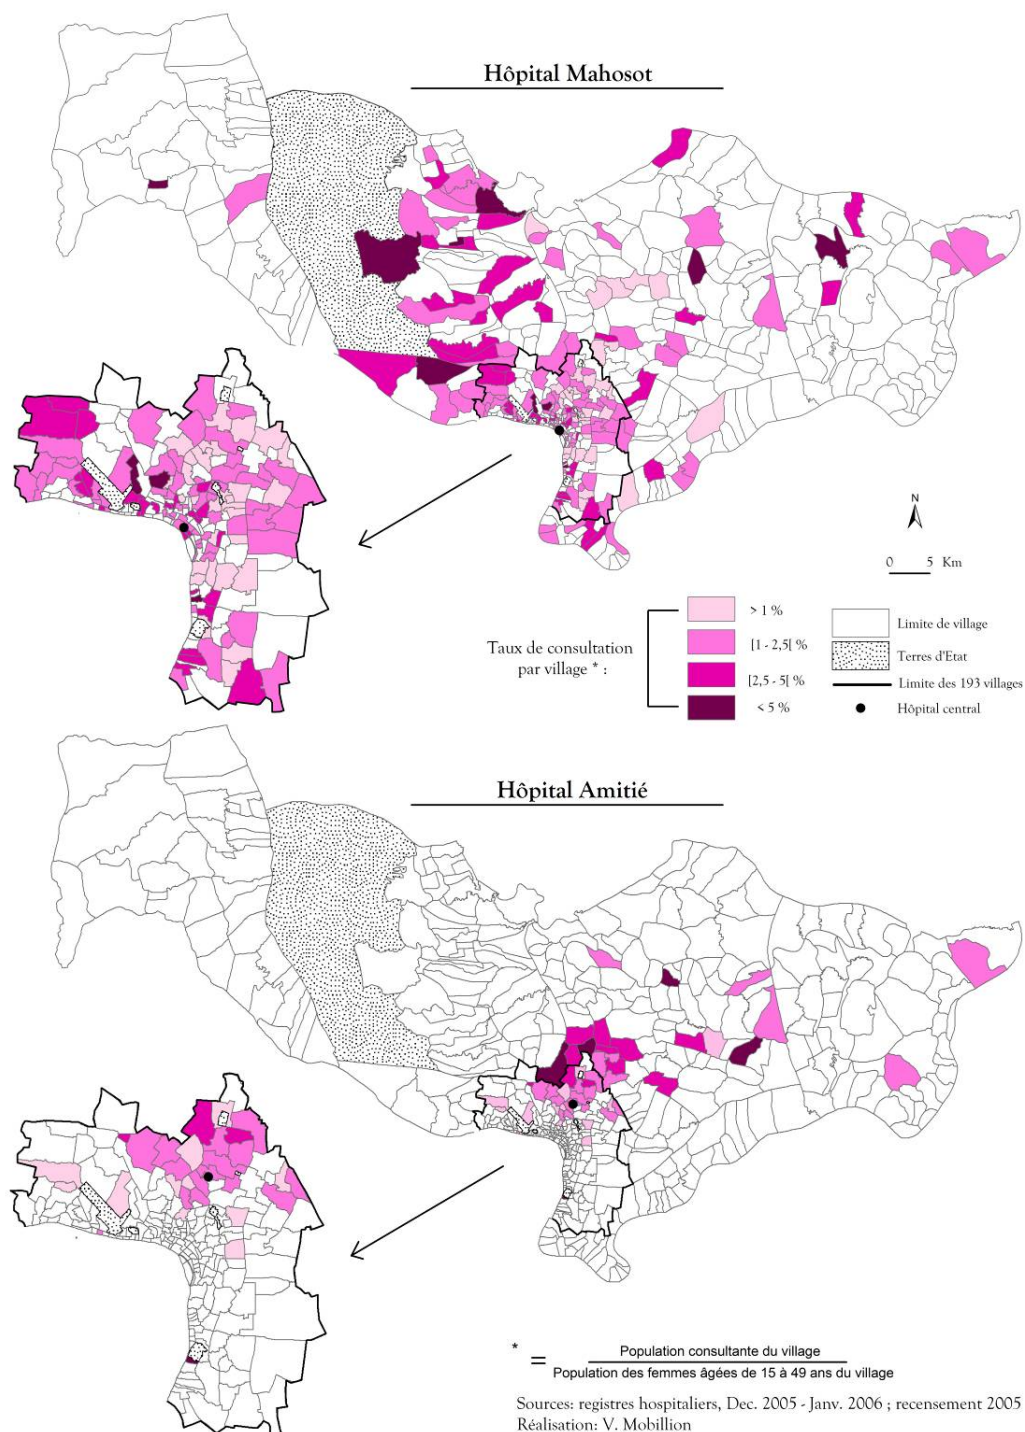 Hôpital Mahosot
N
0 5 Km
Taux de consultation
par village * :
> 1 %
[1 - 2,5[ %
[2,5 - 5[ %
< 5 %
Limite de village
Terres d'Etat
Limite des 193 villages
Hôpital central
Hôpital Amitié
* = Population consultante du village
Population des femmes âgées de 15 à 49 ans du village
Sources: registres hospitaliers, Dec. 2005 - Janv. 2006 ; recensement 2005
Réalisation: V. Mobillion